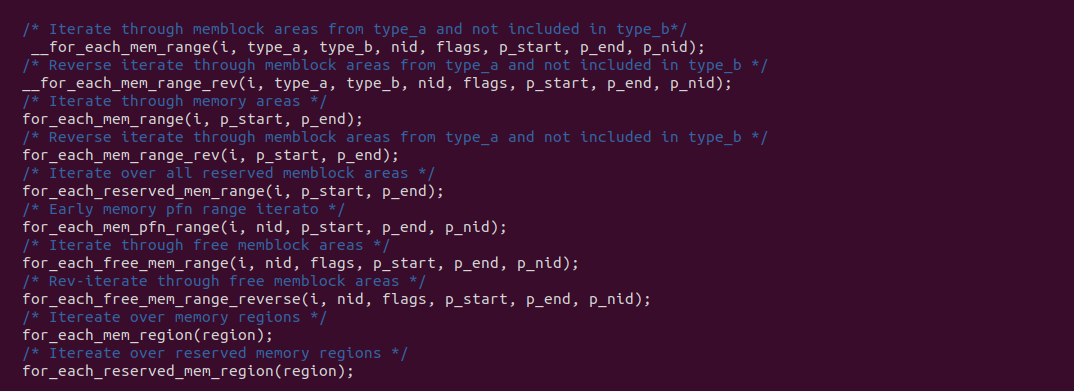 /* Iterate through memblock areas from type_a and not included in type_b*/
__for_each_mem_range(i, type_a, type_b, nid, flags, p_start, p_end, p_nid);
/* Reverse iterate through memblock areas from type_a and not included in type_b */
__for_each_mem_range_rev(i, type_a, type_b, nid, flags, p_start, p_end, p_nid);
/* Iterate through memory areas */
for_each_mem_range(i, p_start, p_end);
/* Reverse iterate through memblock areas from type_a and not included in type_b */
for_each_mem_range_rev(i, p_start, p_end);
/* Iterate over all reserved memblock areas */
for_each_reserved_mem_range(i, p_start, p_end);
/* Early memory pfn range iterato */
for_each_mem_pfn_range(i, nid, p_start, p_end, p_nid);
/* Iterate through free memblock areas */
for_each_free_mem_range(i, nid, flags, p_start, p_end, p_nid);
/* Rev-iterate through free memblock areas */
for_each_free_mem_range_reverse(i, nid, flags, p_start, p_end, p_nid);
/* Itereate over memory regions */
for_each_mem_region(region);
/* Itereate over reserved memory regions */
for_each_reserved_mem_region(region);